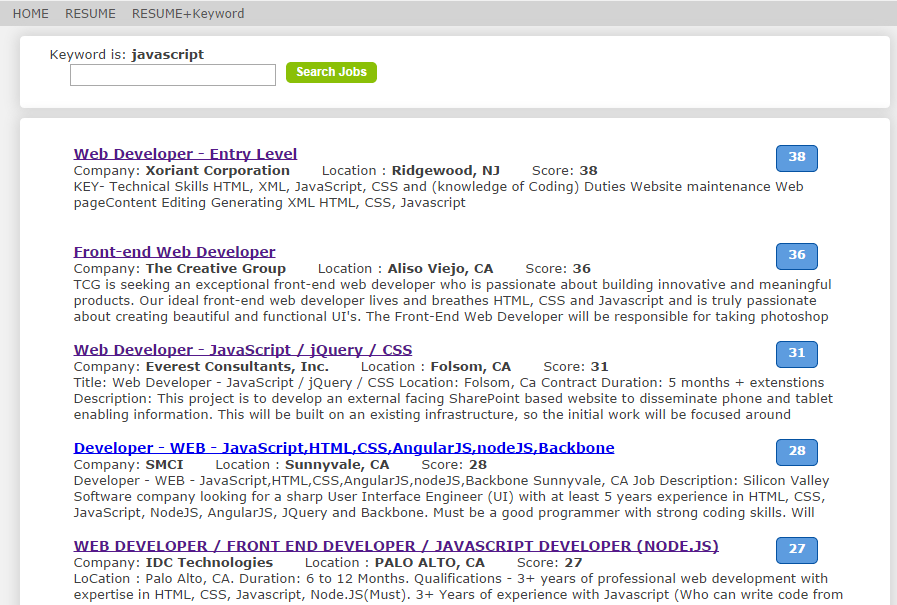 HOME RESUME RESUME+Keyword
Keyword is: javascript
Search Jobs
Web Developer - Entry Level
38
Company: Xoriant Corporation Location : Ridgewood, NJ Score: 38
KEY- Technical Skills HTML, XML, JavaScript, CSS and (knowledge of Coding) Duties Website maintenance Web
pageContent Editing Generating XML HTML, CSS, Javascript
Front-end Web Developer
36
Company: The Creative Group Location : Aliso Viejo, CA Score: 36
TCG is seeking an exceptional front-end web developer who is passionate about building innovative and meaningful
products. Our ideal front-end web developer lives and breathes HTML, CSS and Javascript and is truly passionate
about creating beautiful and functional UI's. The Front-End Web Developer will be responsible for taking photoshop
Web Developer - JavaScript / jQuery / CSS
31
Company: Everest Consultants, Inc. Location : Folsom, CA Score: 31
Title: Web Developer - JavaScript / jQuery / CSS Location: Folsom, Ca Contract Duration: 5 months + extenstions
Description: This project is to develop an external facing SharePoint based website to disseminate phone and tablet
enabling information. This will be built on an existing infrastructure, so the initial work will be focused around
Developer - WEB - JavaScript,HTML,CSS,AngularJS,nodeJS,Backbone
28
Company: SMCI Location : Sunnyvale, CA Score: 28
Developer - WEB - JavaScript,HTML,CSS,AngularJS,nodeJS,Backbone Sunnyvale, CA Job Description: Silicon Valley
Software company looking for a sharp User Interface Engineer (UI) with at least 5 years experience in HTML, CSS,
JavaScript, NodeJS, AngularJS, JQuery and Backbone. Must be a good programmer with strong coding skills. Will
WEB DEVELOPER / FRONT END DEVELOPER / JAVASCRIPT DEVELOPER (NODE.JS)
27
Company: IDC Technologies Location : PALO ALTO, CA Score: 27
LoCation : Palo Alto, CA. Duration: 6 to 12 Months. Qualifications - 3+ years of professional web development with
expertise in HTML, CSS, Javascript, Node.JS(Must). 3+ Years of experience with Javascript (Who can write code from